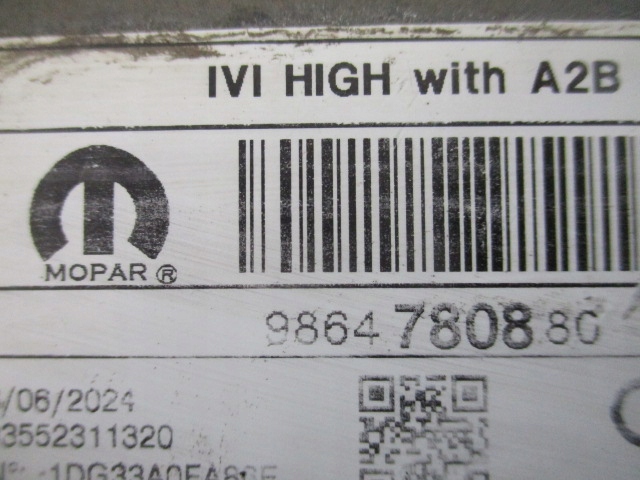 IVI HIGH with A2B
MOPAR®
9864780880
/06/2024
3552311320